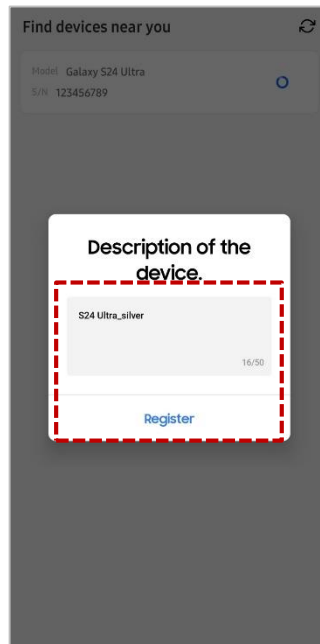 Find devices near you
Model Galaxy S24 Ultra
S/N 123456789
Description of the
device.
S24 Ultra_silver
16/50
Register